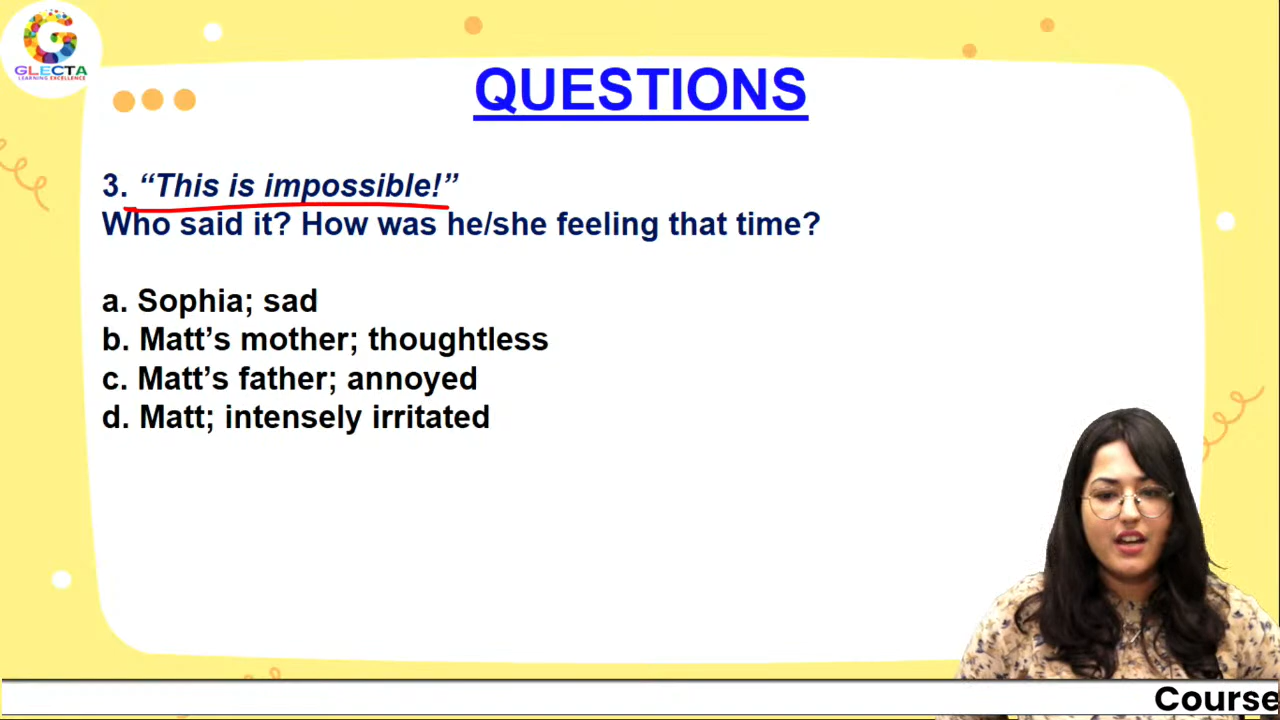 GLECTA
LEARNING EXCELLENCE
QUESTIONS
3. “This is impossible!”
Who said it? How was he/she feeling that time?
a. Sophia; sad
b. Matt’s mother; thoughtless
c. Matt’s father; annoyed
d. Matt; intensely irritated
Course